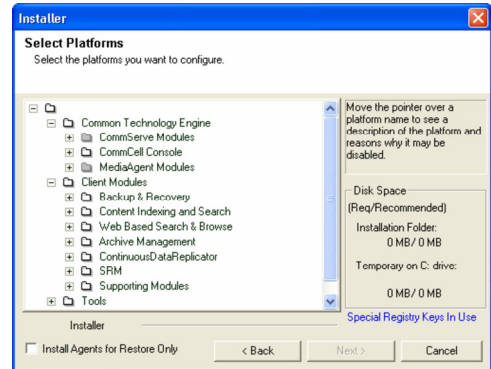 Installer
Select Platforms
Select the platforms you want to configure.
Common Technology Engine
CommServe Modules
CommCell Console
MediaAgent Modules
Client Modules
Backup & Recovery
Content Indexing and Search
Web Based Search & Browse
Archive Management
ContinuousDataReplicator
SRM
Supporting Modules
Tools
Move the pointer over a
platform name to see a
description of the platform and
reasons why it may be
disabled.
Disk Space
(Req/Recommended)
Installation Folder:
0 MB/ 0 MB
Temporary on C: drive:
0 MB/ 0 MB
Special Registry Keys In Use
Installer
Install Agents for Restore Only
< Back
Next >
Cancel